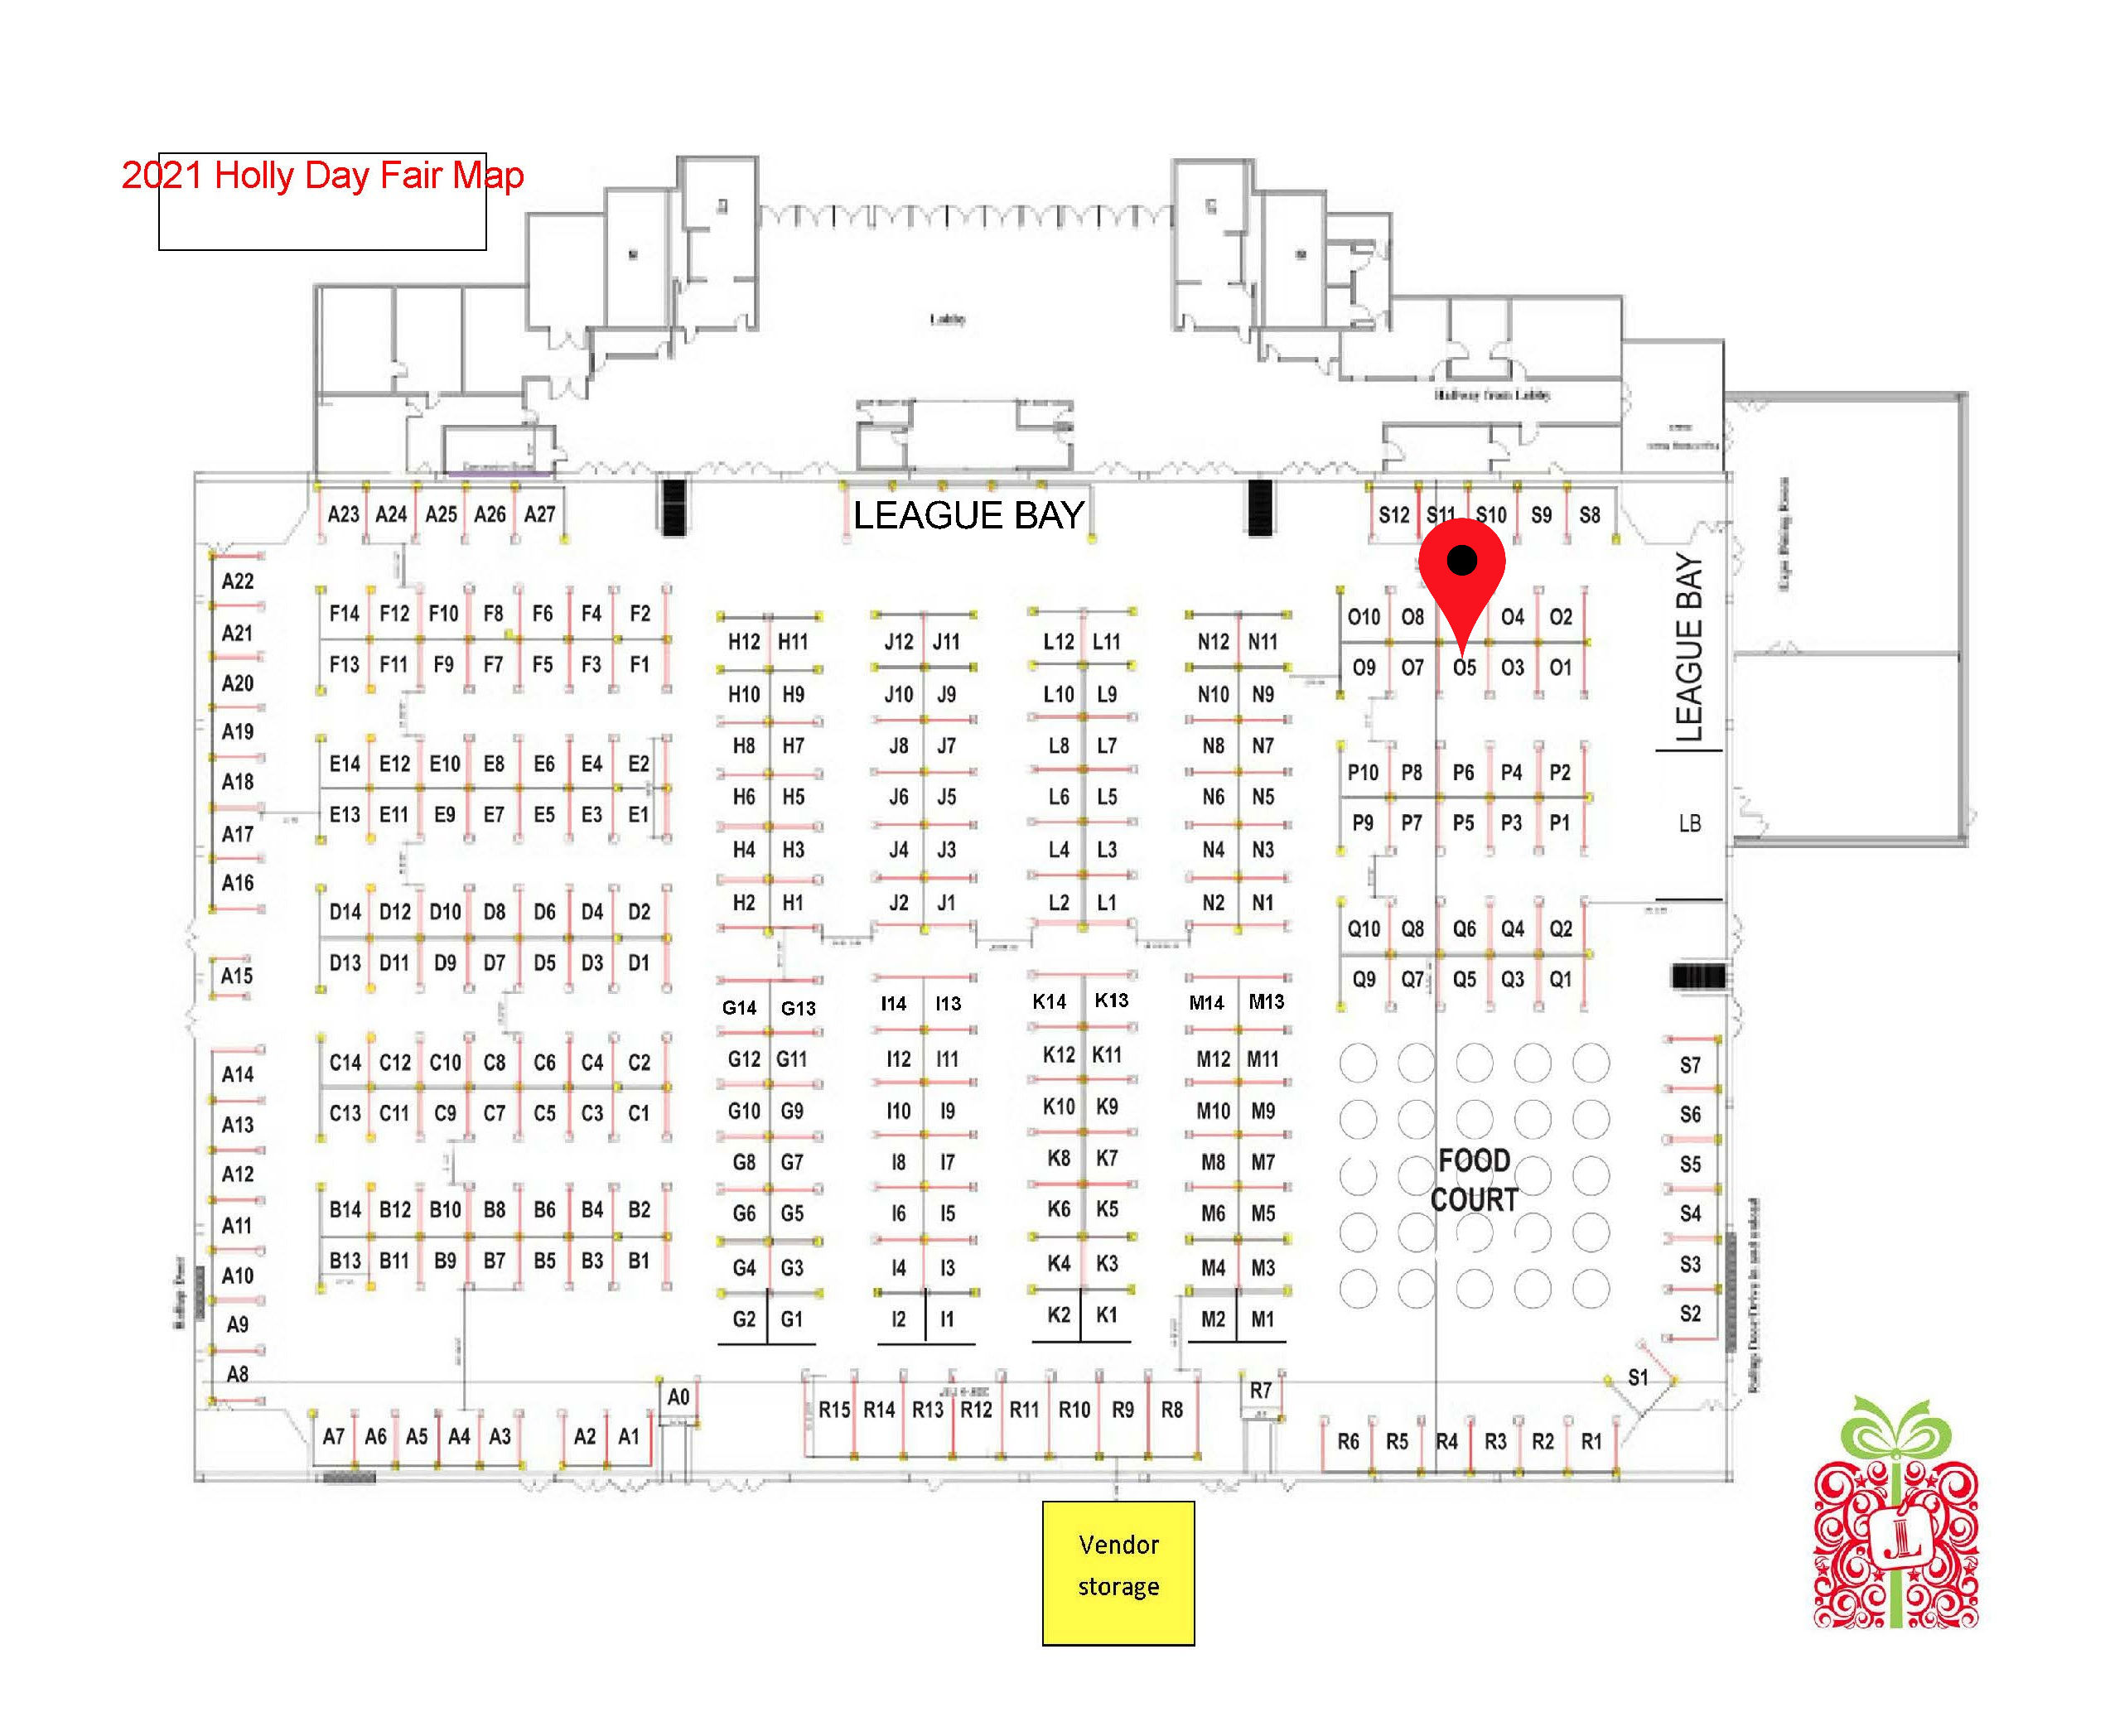 2021 Holly Day Fair Map
Lobby
Hallway from Lobby
LEAGUE BAY
A23 A24 A25 A26 A27
S12 S11 S10 S9 S8
A22
A21
A20
A19
A18
A17
A16
A15
A14
A13
A12
A11
A10
A9
A8
F14 F12 F10 F8 F6 F4 F2
F13 F11 F9 F7 F5 F3 F1
E14 E12 E10 E8 E6 E4 E2
E13 E11 E9 E7 E5 E3 E1
D14 D12 D10 D8 D6 D4 D2
D13 D11 D9 D7 D5 D3 D1
C14 C12 C10 C8 C6 C4 C2
C13 C11 C9 C7 C5 C3 C1
B14 B12 B10 B8 B6 B4 B2
B13 B11 B9 B7 B5 B3 B1
H12 H11
H10 H9
H8 H7
H6 H5
H4 H3
H2 H1
G14 G13
G12 G11
G10 G9
G8 G7
G6 G5
G4 G3
G2 G1
J12 J11
J10 J9
J8 J7
J6 J5
J4 J3
J2 J1
I14 I13
I12 I11
I10 I9
I8 I7
I6 I5
I4 I3
I2 I1
L12 L11
L10 L9
L8 L7
L6 L5
L4 L3
L2 L1
K14 K13
K12 K11
K10 K9
K8 K7
K6 K5
K4 K3
K2 K1
N12 N11
N10 N9
N8 N7
N6 N5
N4 N3
N2 N1
M14 M13
M12 M11
M10 M9
M8 M7
M6 M5
M4 M3
M2 M1
O10 O8 O4 O2
O9 O7 O5 O3 O1
P10 P8 P6 P4 P2
P9 P7 P5 P3 P1
Q10 Q8 Q6 Q4 Q2
Q9 Q7 Q5 Q3 Q1
LEAGUE BAY
LB
FOOD
COURT
S7
S6
S5
S4
S3
S2
S1
A7 A6 A5 A4 A3 A2 A1
A0
R15 R14 R13 R12 R11 R10 R9 R8
R7
R6 R5 R4 R3 R2 R1
Vendor
storage
JL